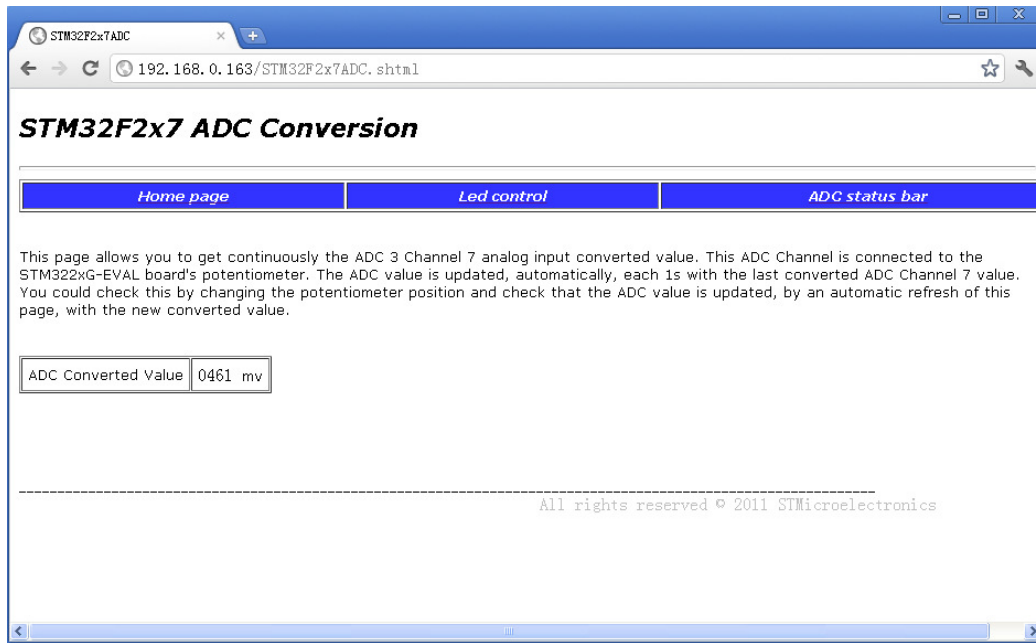 STM32F2x7ADC
192.168.0.163/STM32F2x7ADC.shtml
STM32F2x7 ADC Conversion
Home page Led control ADC status bar
This page allows you to get continuously the ADC 3 Channel 7 analog input converted value. This ADC Channel is connected to the
STM322xG-EVAL board's potentiometer. The ADC value is updated, automatically, each 1s with the last converted ADC Channel 7 value.
You could check this by changing the potentiometer position and check that the ADC value is updated, by an automatic refresh of this
page, with the new converted value.
ADC Converted Value 0461 mv
All rights reserved © 2011 STMicroelectronics